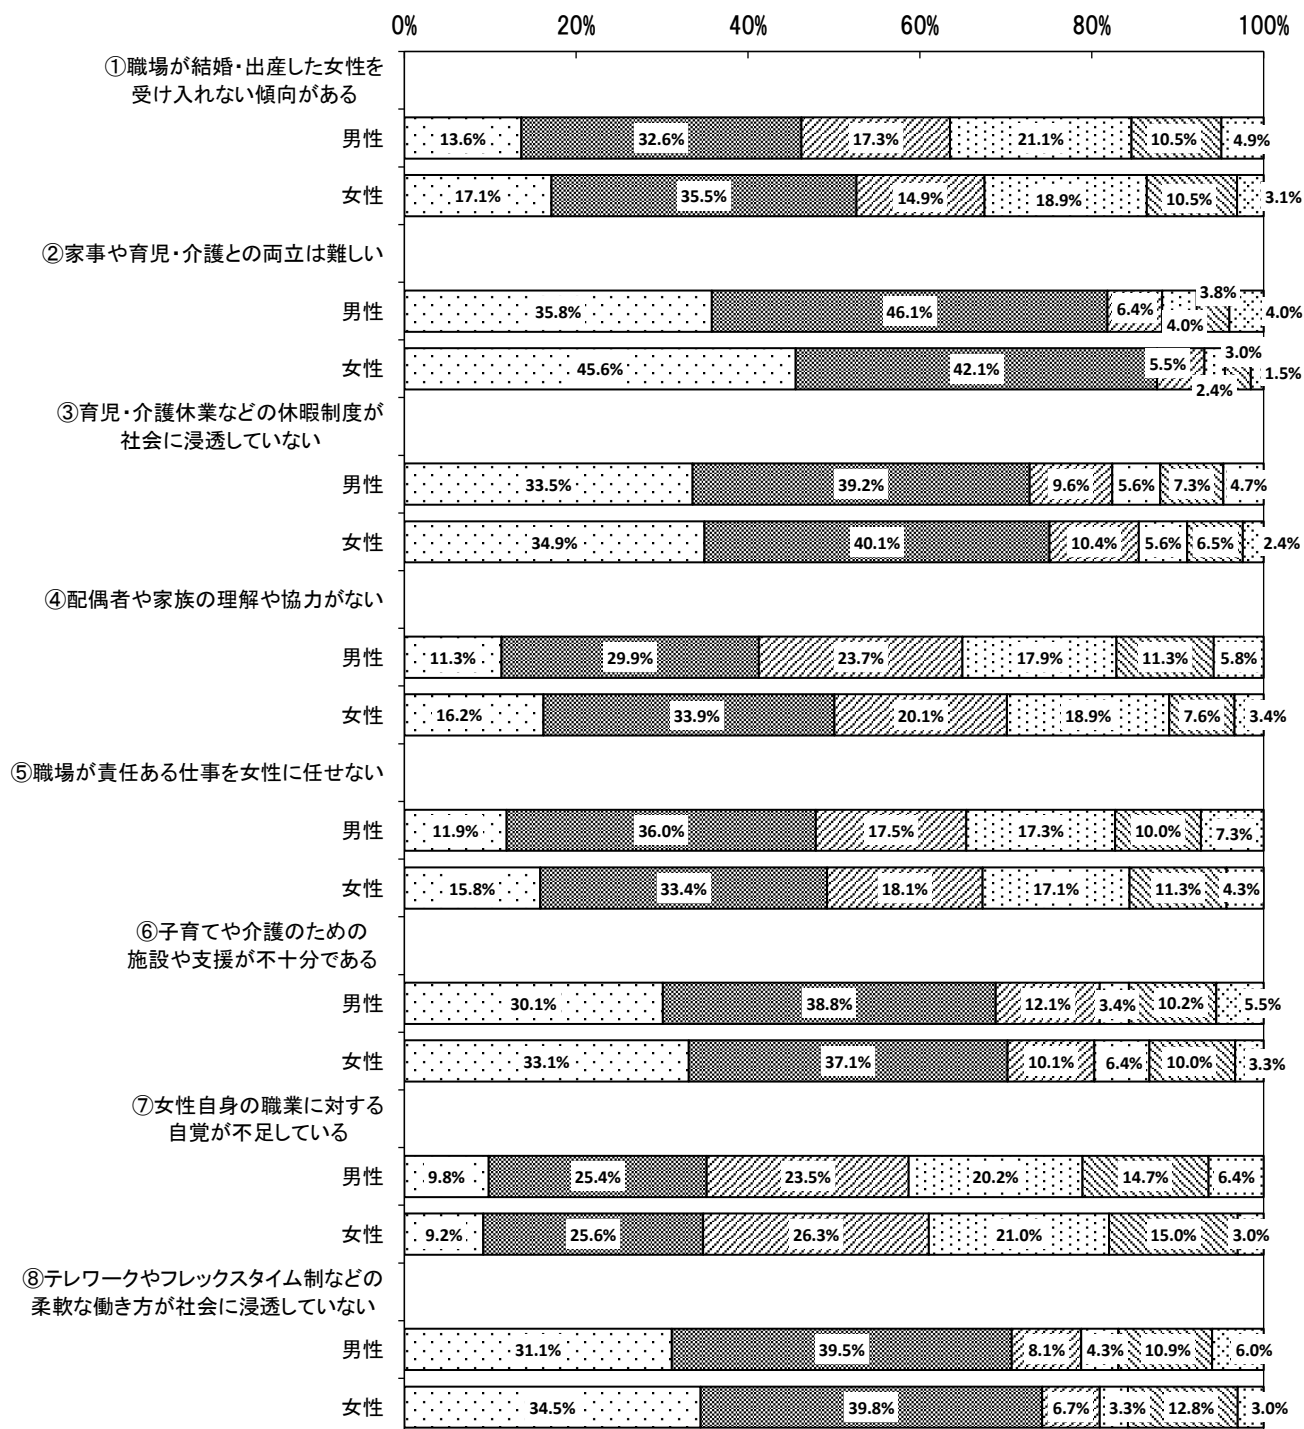 0% 20% 40% 60% 80% 100%
①職場が結婚・出産した女性を
受け入れない傾向がある
男性 13.6% 32.6% 17.3% 21.1% 10.5% 4.9%
女性 17.1% 35.5% 14.9% 18.9% 10.5% 3.1%
②家事や育児・介護との両立は難しい
男性 35.8% 46.1% 6.4% 4.0% 3.8% 4.0%
女性 45.6% 42.1% 5.5% 2.4% 3.0% 1.5%
③育児・介護休業などの休暇制度が
社会に浸透していない
男性 33.5% 39.2% 9.6% 5.6% 7.3% 4.7%
女性 34.9% 40.1% 10.4% 5.6% 6.5% 2.4%
④配偶者や家族の理解や協力がない
男性 11.3% 29.9% 23.7% 17.9% 11.3% 5.8%
女性 16.2% 33.9% 20.1% 18.9% 7.6% 3.4%
⑤職場が責任ある仕事を女性に任せない
男性 11.9% 36.0% 17.5% 17.3% 10.0% 7.3%
女性 15.8% 33.4% 18.1% 17.1% 11.3% 4.3%
⑥子育てや介護のための
施設や支援が不十分である
男性 30.1% 38.8% 12.1% 3.4% 10.2% 5.5%
女性 33.1% 37.1% 10.1% 6.4% 10.0% 3.3%
⑦女性自身の職業に対する
自覚が不足している
男性 9.8% 25.4% 23.5% 20.2% 14.7% 6.4%
女性 9.2% 25.6% 26.3% 21.0% 15.0% 3.0%
⑧テレワークやフレックスタイム制などの
柔軟な働き方が社会に浸透していない
男性 31.1% 39.5% 8.1% 4.3% 10.9% 6.0%
女性 34.5% 39.8% 6.7% 3.3% 12.8% 3.0%